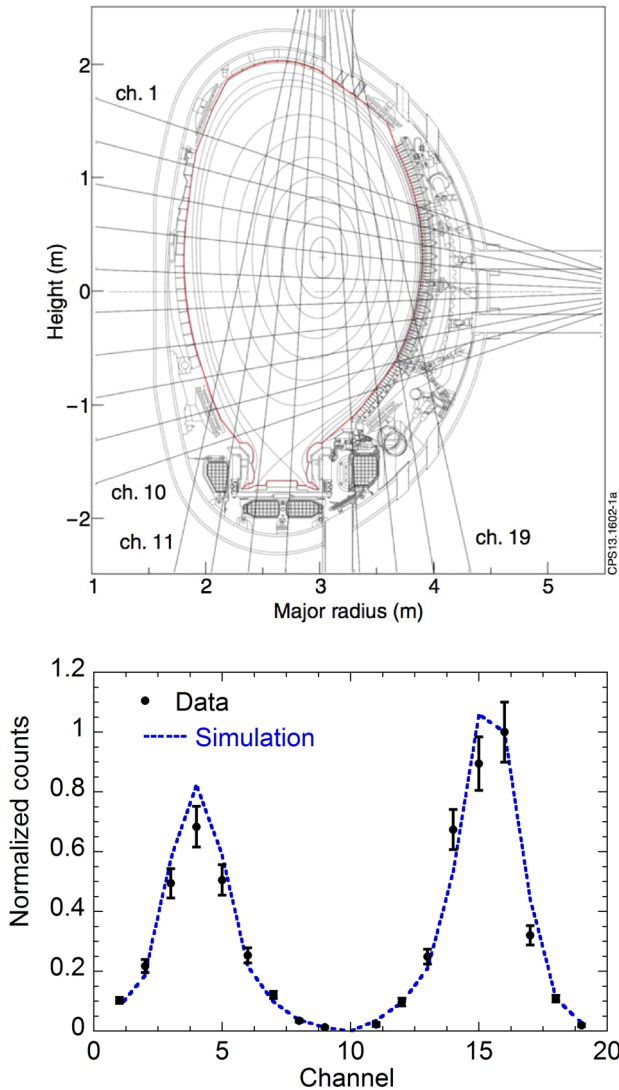 2
ch. 1
1
Height (m)
0
−1
ch. 10
−2
ch. 11
ch. 19
1 2 3 4 5
Major radius (m)
CPS13.1602-1a
1.2
Data
1
Simulation
0.8
Normalized counts
0.6
0.4
0.2
0
0 5 10 15 20
Channel